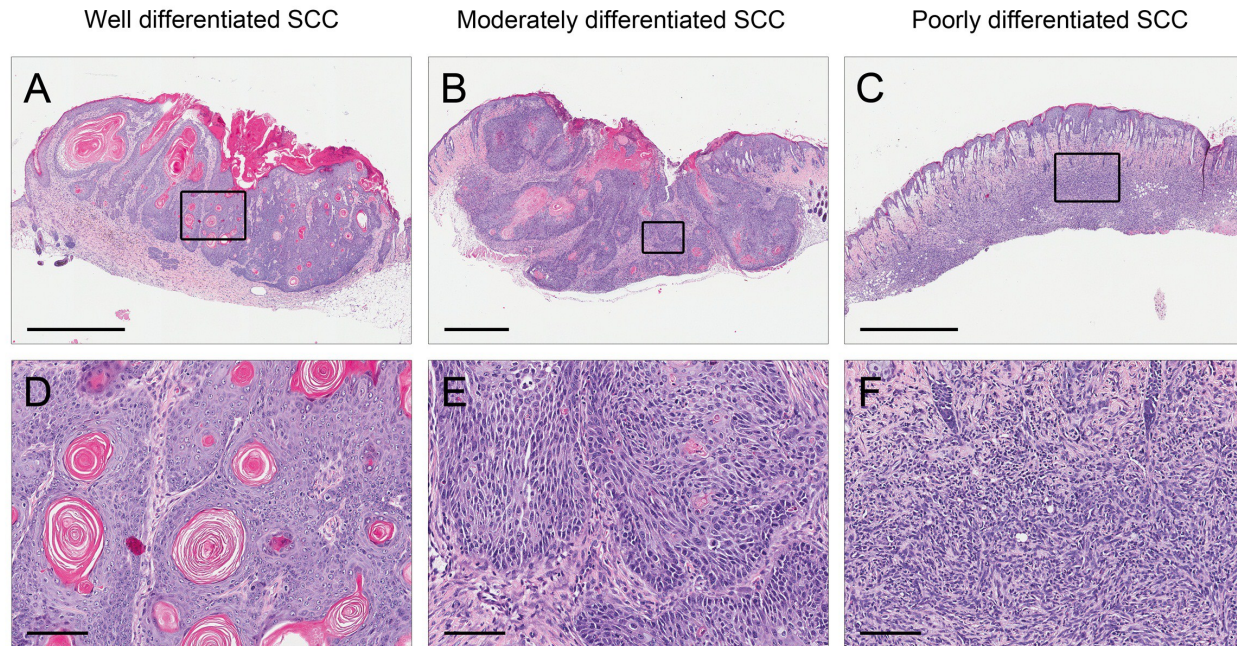 Well differentiated SCC
Moderately differentiated SCC
Poorly differentiated SCC
A
B
C
D
E
F